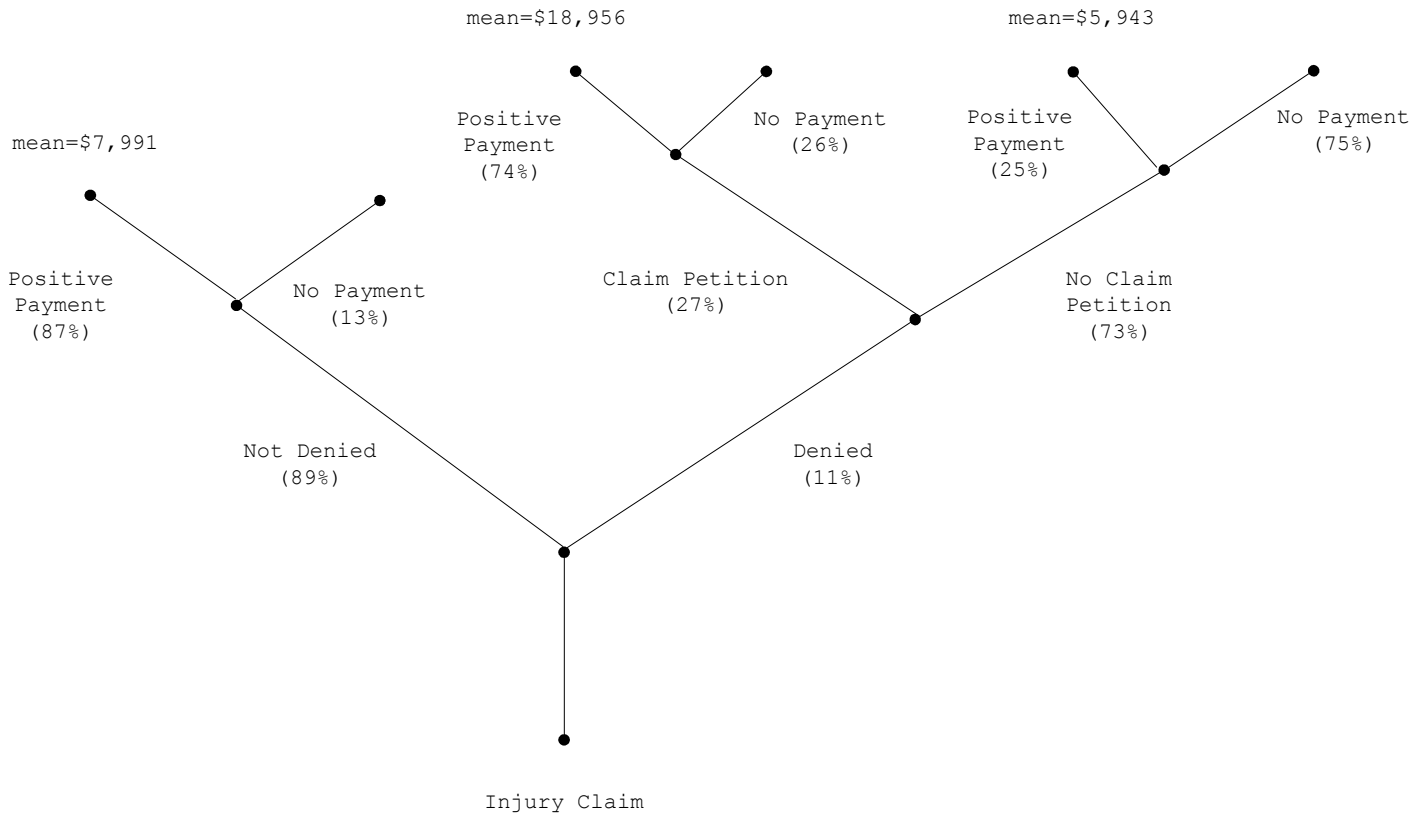 mean=$18,956
mean=$5,943
Positive
Payment
(74%)
No Payment
(26%)
Positive
Payment
(25%)
No Payment
(75%)
mean=$7,991
Positive
Payment
(87%)
No Payment
(13%)
Claim Petition
(27%)
No Claim
Petition
(73%)
Not Denied
(89%)
Denied
(11%)
Injury Claim